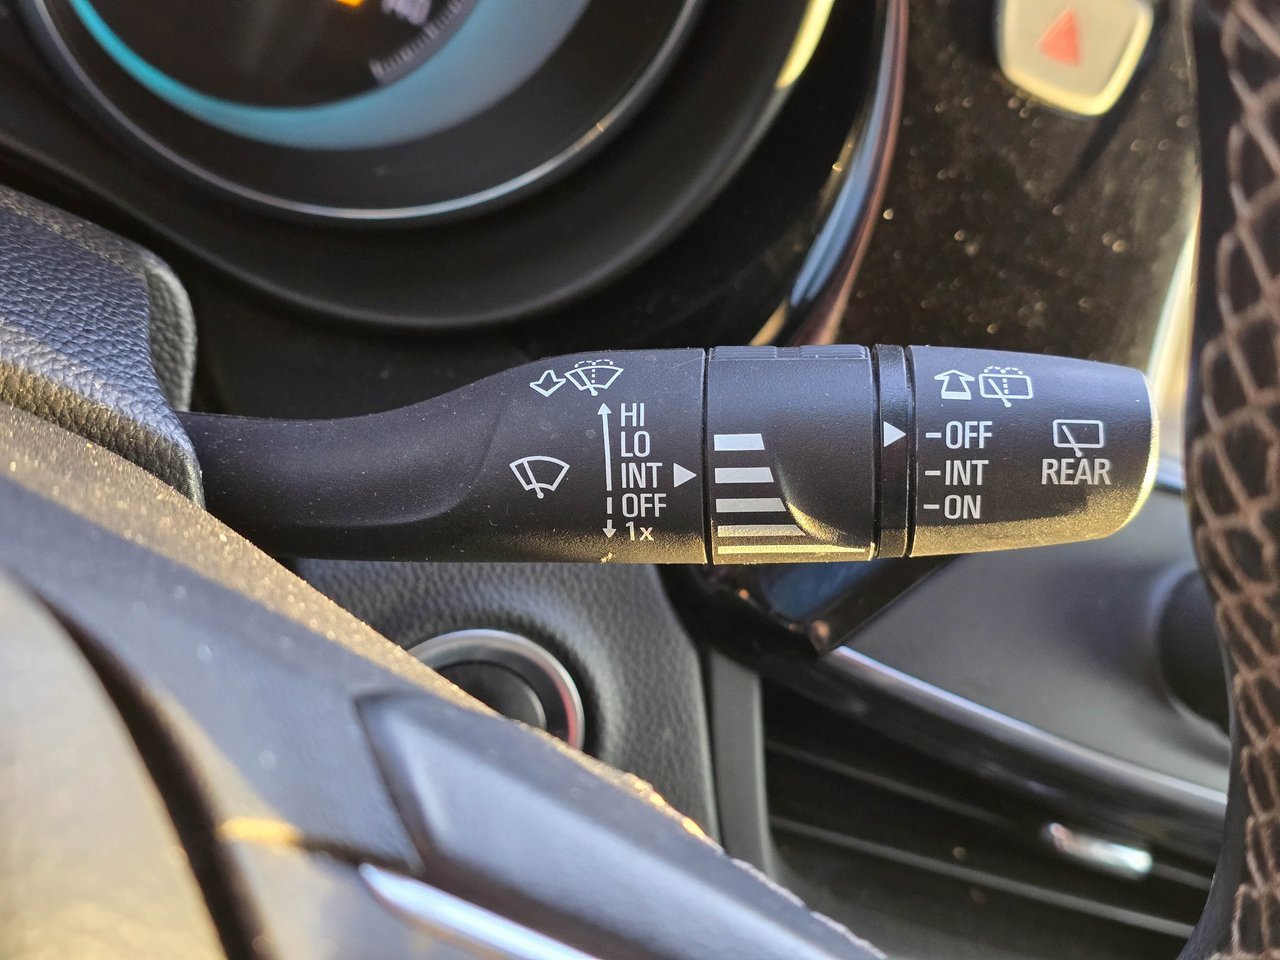 HI
LO
INT
OFF
1x
-OFF
-INT
-ON
REAR